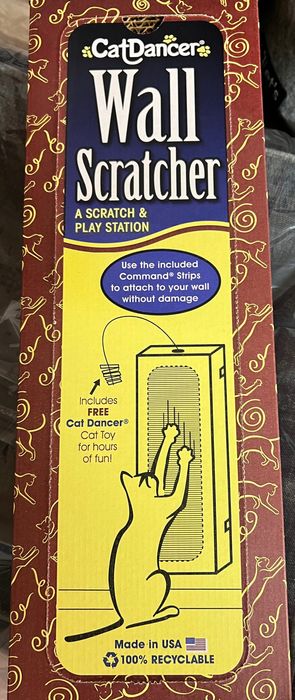 CatDancer®
Wall
Scratcher
A SCRATCH &
PLAY STATION
Use the included
Command® Strips
to attach to your wall
without damage
Includes
FREE
Cat Dancer®
Cat Toy
for hours
of fun!
Made in USA
100% RECYCLABLE